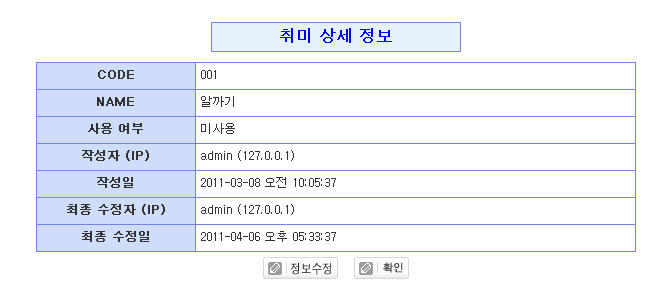 취미 상세 정보
CODE 001
NAME 알까기
사용 여부 미사용
작성자 (IP) admin (127.0.0.1)
작성일 2011-03-08 오전 10:05:37
최종 수정자 (IP) admin (127.0.0.1)
최종 수정일 2011-04-06 오후 05:33:37
정보수정 확인